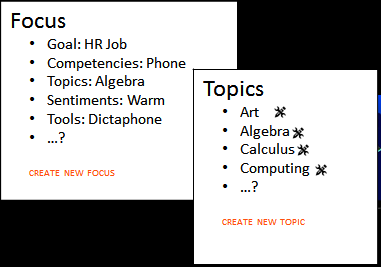 Focus
• Goal: HR Job
• Competencies: Phone
• Topics: Algebra
• Sentiments: Warm
• Tools: Dictaphone
• ...?
CREATE NEW FOCUS
Topics
• Art
• Algebra
• Calculus
• Computing
• ...?
CREATE NEW TOPIC